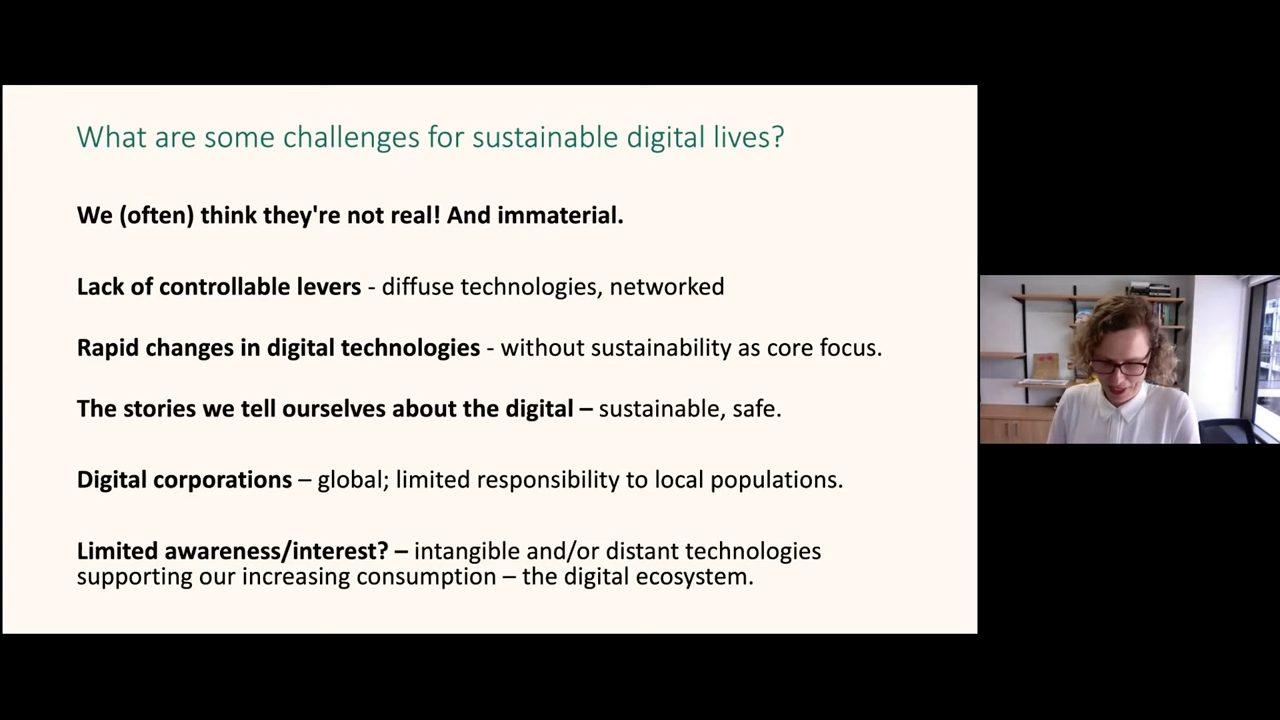 What are some challenges for sustainable digital lives?
We (often) think they're not real! And immaterial.
Lack of controllable levers - diffuse technologies, networked
Rapid changes in digital technologies - without sustainability as core focus.
The stories we tell ourselves about the digital – sustainable, safe.
Digital corporations – global; limited responsibility to local populations.
Limited awareness/interest? – intangible and/or distant technologies
supporting our increasing consumption – the digital ecosystem.